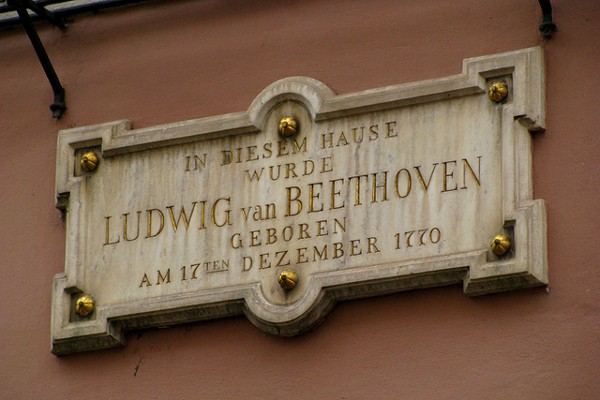 IN DIESEM HAUSE
WURDE
LUDWIG van BEETHOVEN
GEBOREN
AM 17TEN DEZEMBER 1770